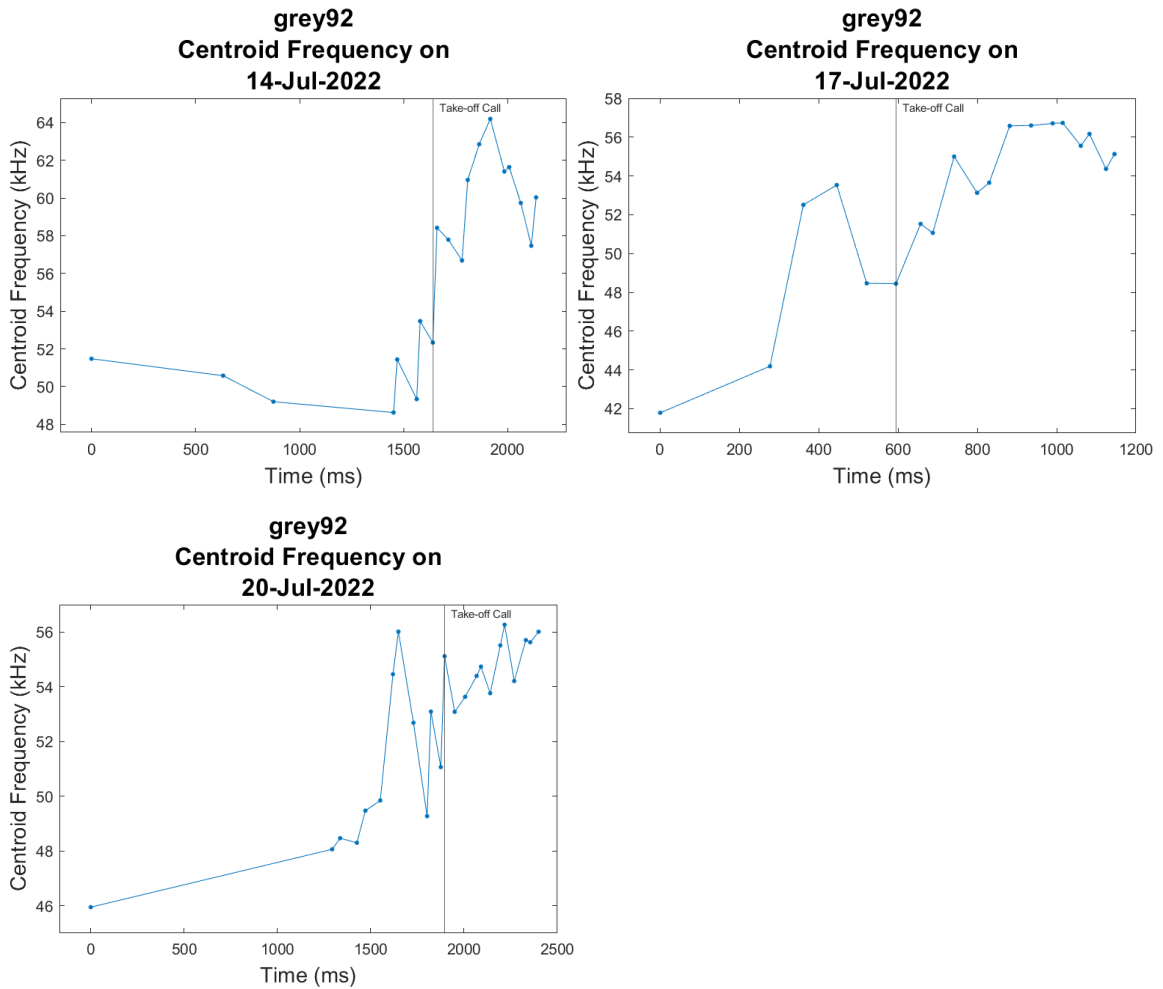 grey92
Centroid Frequency on
14-Jul-2022
Take-off Call
64
62
60
58
56
54
52
50
48
Centroid Frequency (kHz)
0 500 1000 1500 2000
Time (ms)
grey92
Centroid Frequency on
17-Jul-2022
Take-off Call
58
56
54
52
50
48
46
44
42
Centroid Frequency (kHz)
0 200 400 600 800 1000 1200
Time (ms)
grey92
Centroid Frequency on
20-Jul-2022
Take-off Call
56
54
52
50
48
46
Centroid Frequency (kHz)
0 500 1000 1500 2000 2500
Time (ms)